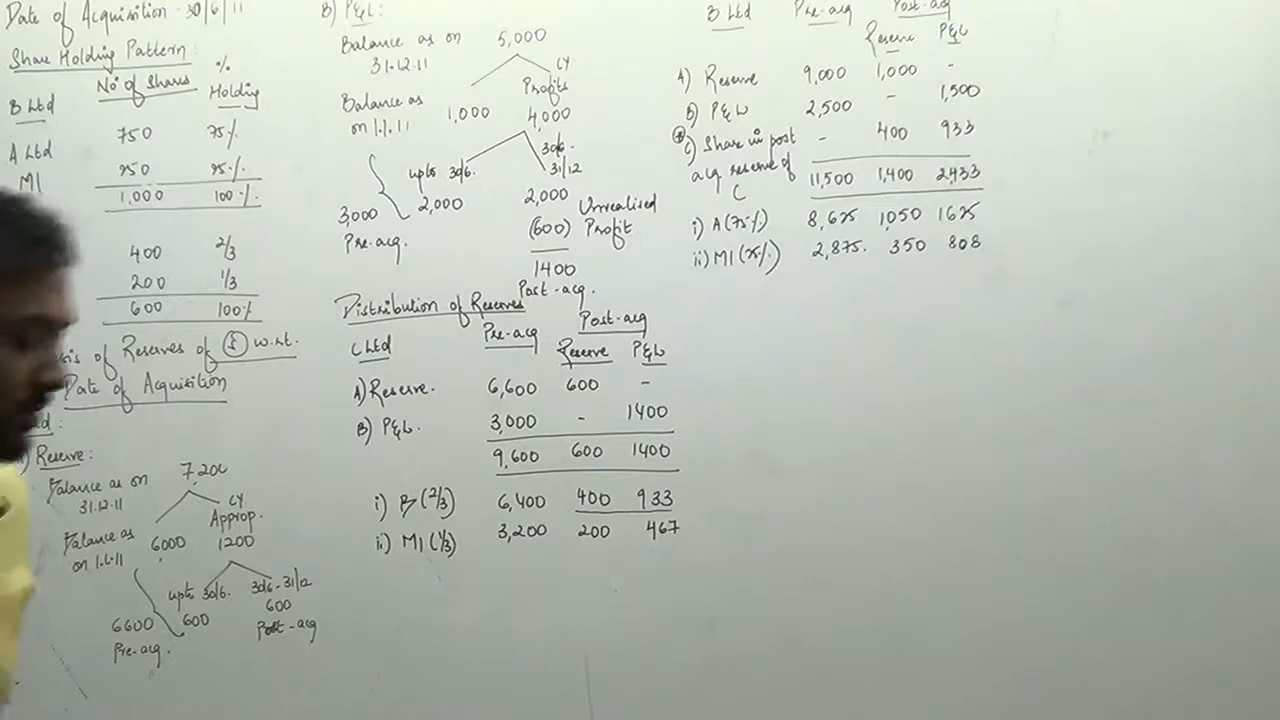 Date of Acquisition - 30/6/11
Share Holding Pattern:
No of Shares % Holding
B Ltd
A Ltd 750 75%
MI 250 25%
1,000 100%
400 2/3
200 1/3
600 100%
of Reserves of £ w.r.t.
Date of Acquisition
Reserve:
Balance as on 31.12.11 7,200
CY Approp.
Balance as on 1.1.11 6000 1200
upto 30/6. 30/6 - 31/12
6600 600 600
Pre-acq. Post-acq
B) P&L:
Balance as on 31.12.11 5,000
CY Profits
Balance as on 1.1.11 1,000 4,000
upto 30/6. 30/6 - 31/12
3,000 2,000 2,000
Pre-acq. (600) Unrealised Profit
1400
Post-acq.
Distribution of Reserves
C Ltd Pre-acq Post-acq
Reserve P&L
A) Reserve. 6,600 600 -
B) P&L. 3,000 - 1400
9,600 600 1400
i) B (2/3) 6,400 400 933
ii) MI (1/3) 3,200 200 467
B Ltd Pre-acq Post-acq
Reserve P&L
A) Reserve 9,000 1,000 -
B) P&L 2,500 - 1,500
C) Share in post - 400 933
acq reserve of C
11,500 1,400 2,433
i) A (75%) 8,625 1,050 1625
ii) MI (25%) 2,875. 350 808